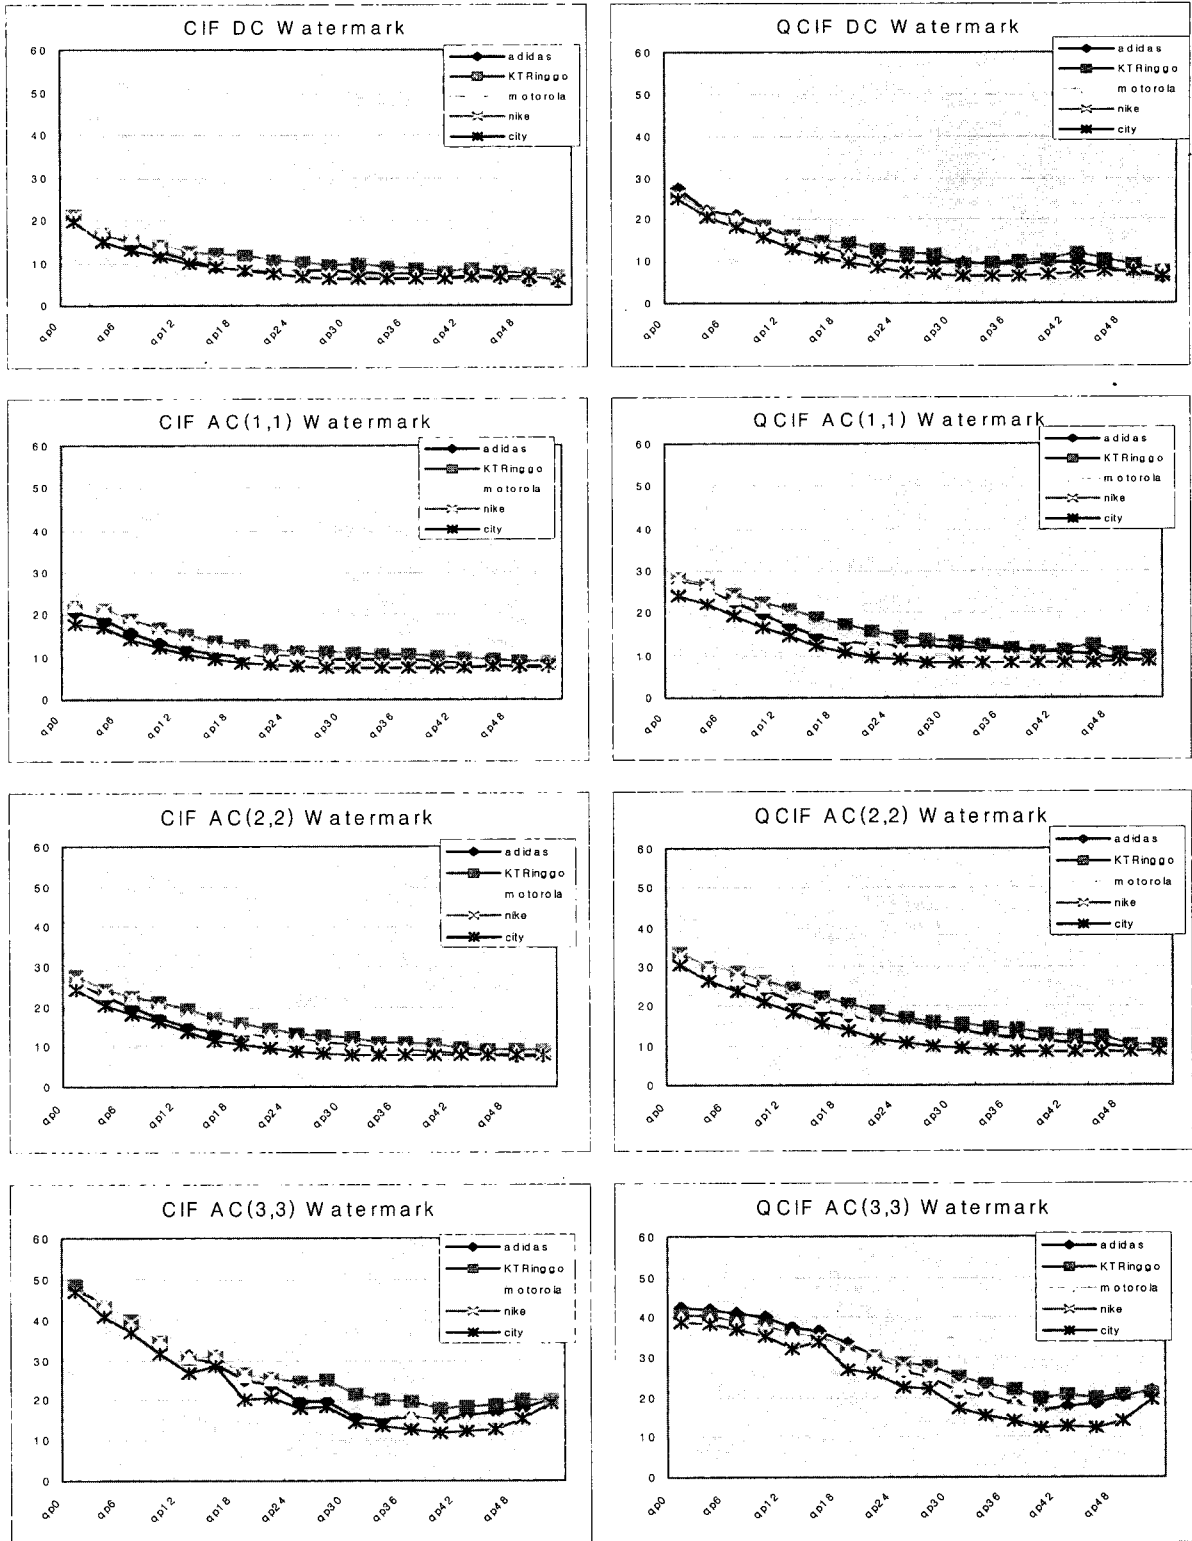 CIF DC Watermark
60
50
40
30
20
10
0
qp0
qp6
qp12
qp18
qp24
qp30
qp36
qp42
qp48
adidas
KTRinggo
motorola
nike
city
QCIF DC Watermark
60
50
40
30
20
10
0
qp0
qp6
qp12
qp18
qp24
qp30
qp36
qp42
qp48
adidas
KTRinggo
motorola
nike
city
CIF AC(1,1) Watermark
60
50
40
30
20
10
0
qp0
qp6
qp12
qp18
qp24
qp30
qp36
qp42
qp48
adidas
KTRinggo
motorola
nike
city
QCIF AC(1,1) Watermark
60
50
40
30
20
10
0
qp0
qp6
qp12
qp18
qp24
qp30
qp36
qp42
qp48
adidas
KTRinggo
motorola
nike
city
CIF AC(2,2) Watermark
60
50
40
30
20
10
0
qp0
qp6
qp12
qp18
qp24
qp30
qp36
qp42
qp48
adidas
KTRinggo
motorola
nike
city
QCIF AC(2,2) Watermark
60
50
40
30
20
10
0
qp0
qp6
qp12
qp18
qp24
qp30
qp36
qp42
qp48
adidas
KTRinggo
motorola
nike
city
CIF AC(3,3) Watermark
60
50
40
30
20
10
0
qp0
qp6
qp12
qp18
qp24
qp30
qp36
qp42
qp48
adidas
KTRinggo
motorola
nike
city
QCIF AC(3,3) Watermark
60
50
40
30
20
10
0
qp0
qp6
qp12
qp18
qp24
qp30
qp36
qp42
qp48
adidas
KTRinggo
motorola
nike
city